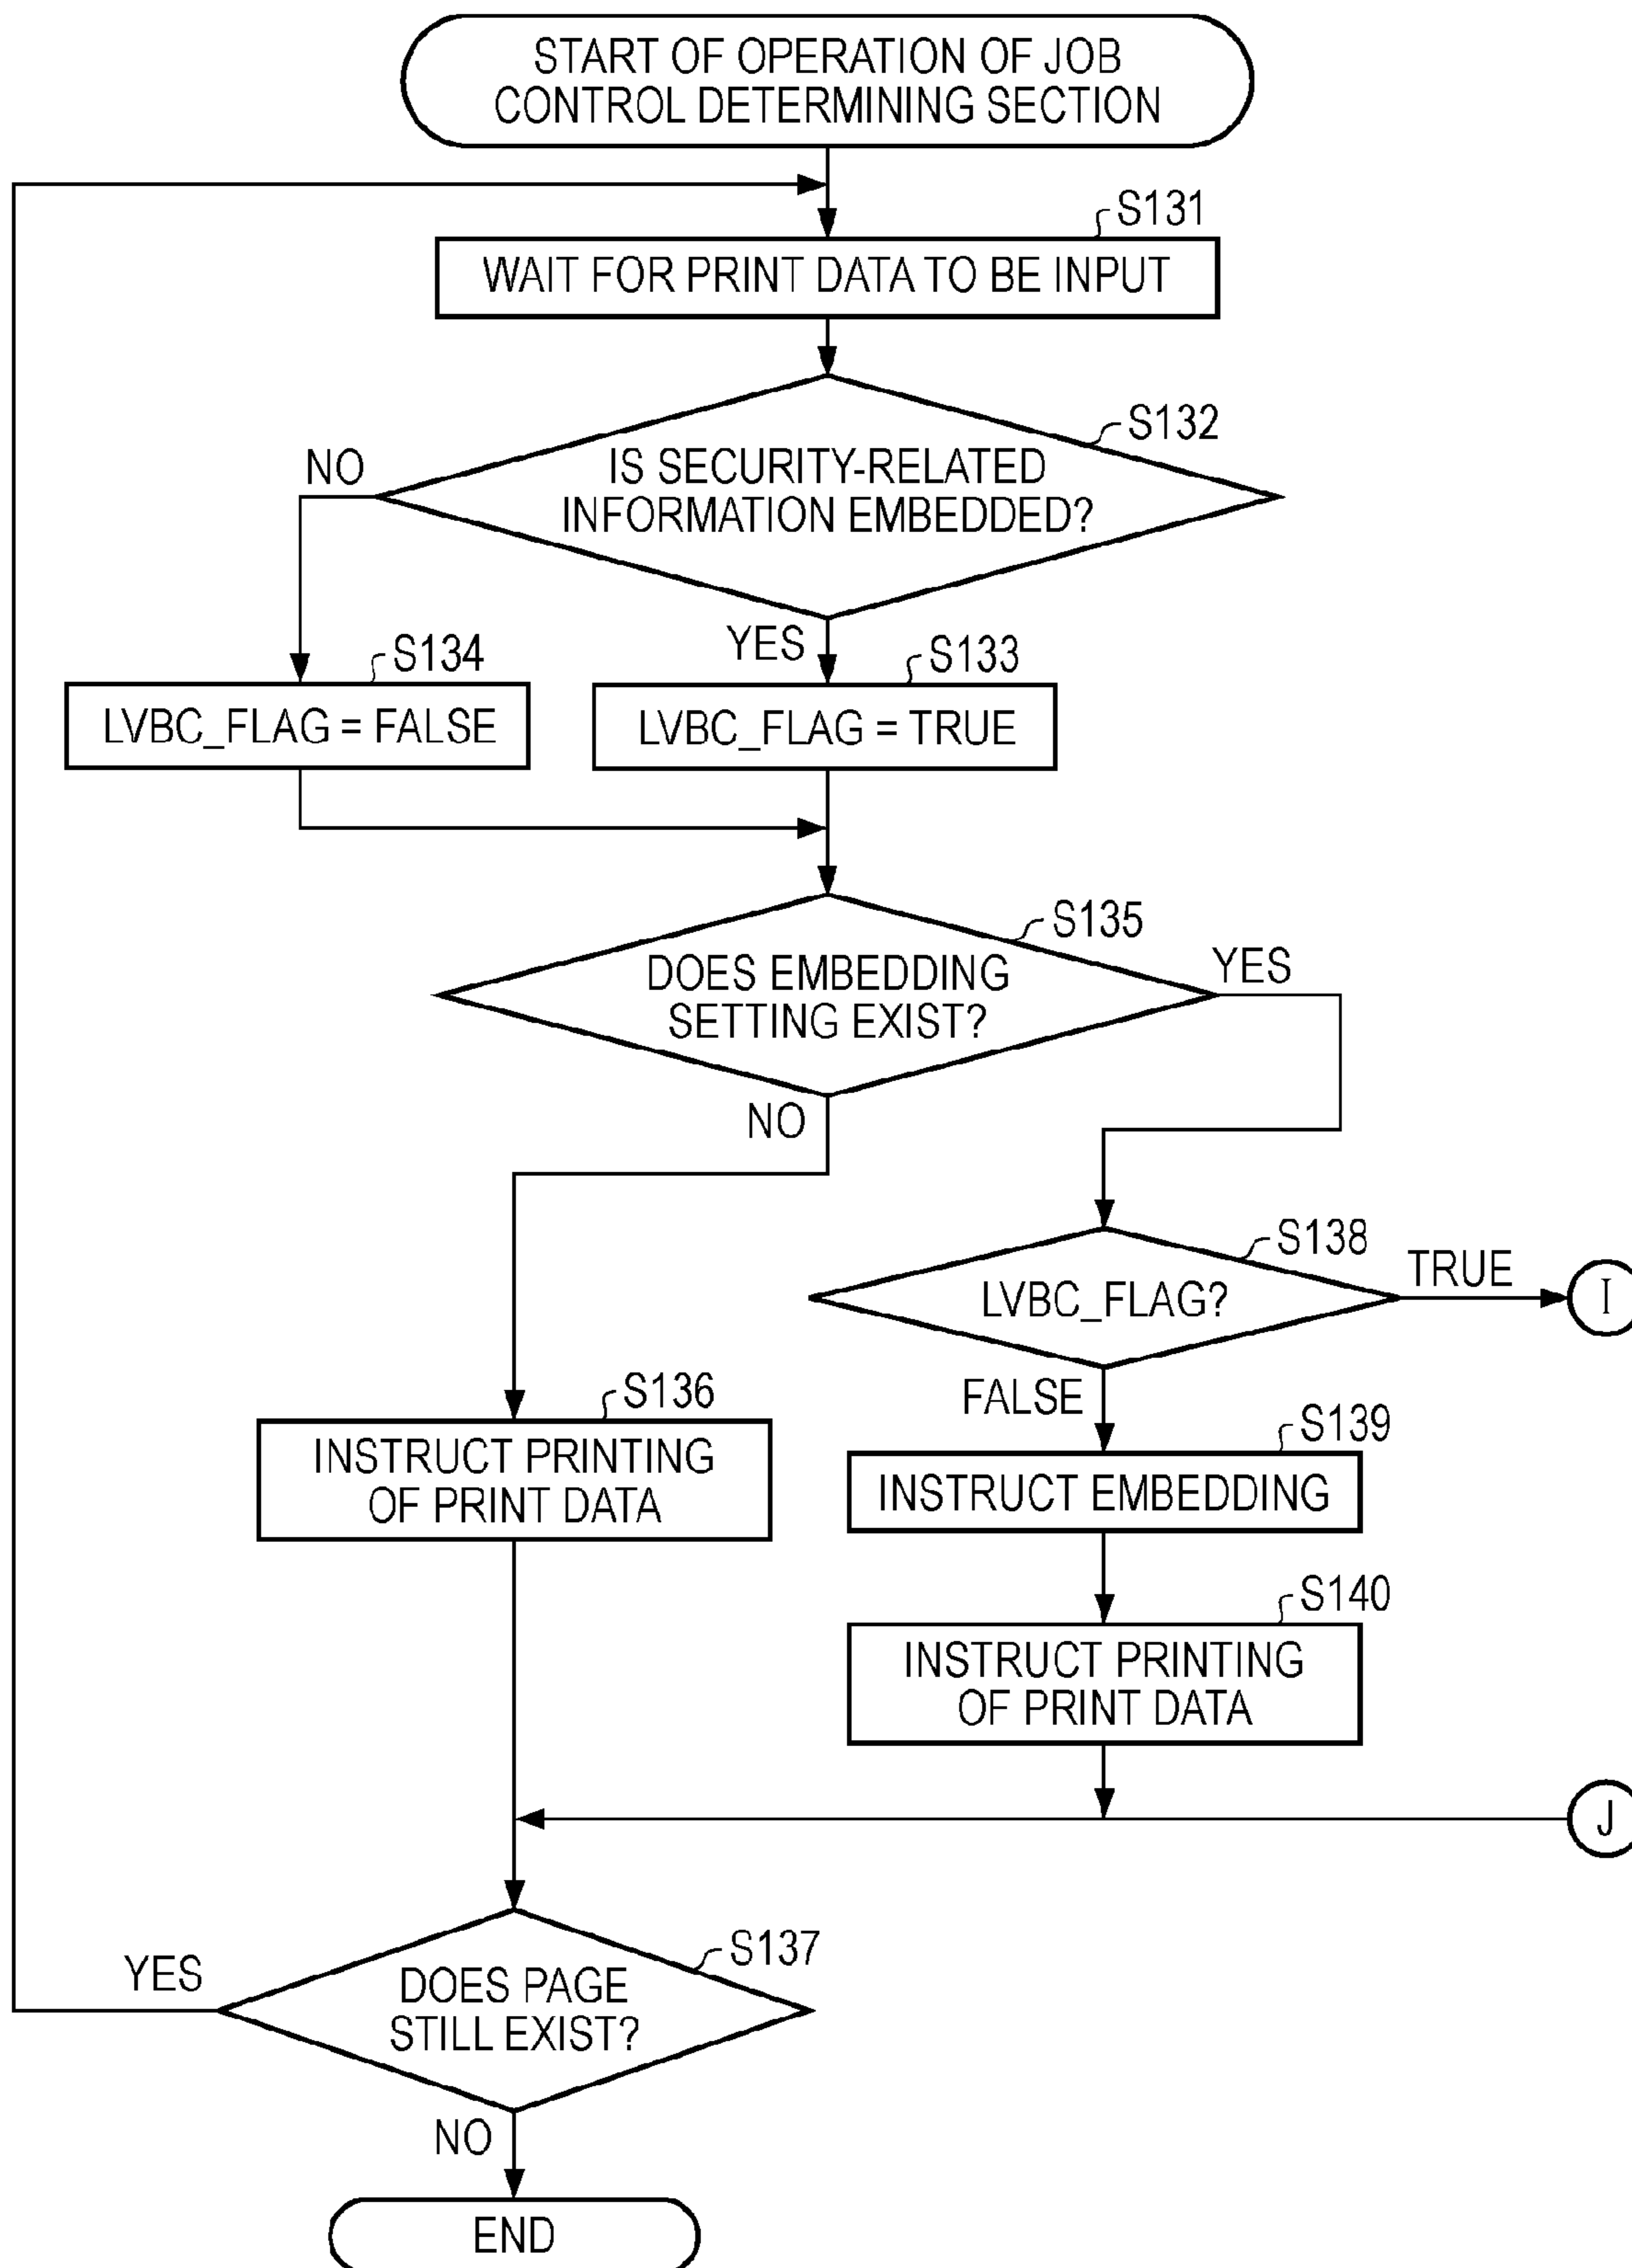 START OF OPERATION OF JOB
CONTROL DETERMINING SECTION
S131
WAIT FOR PRINT DATA TO BE INPUT
S132
NO
IS SECURITY-RELATED
INFORMATION EMBEDDED?
YES
S134
S133
LVBC_FLAG = FALSE
LVBC_FLAG = TRUE
S135
DOES EMBEDDING
SETTING EXIST?
YES
NO
S138
LVBC_FLAG?
TRUE
I
FALSE
S136
INSTRUCT PRINTING
OF PRINT DATA
S139
INSTRUCT EMBEDDING
S140
INSTRUCT PRINTING
OF PRINT DATA
J
S137
YES
DOES PAGE
STILL EXIST?
NO
END